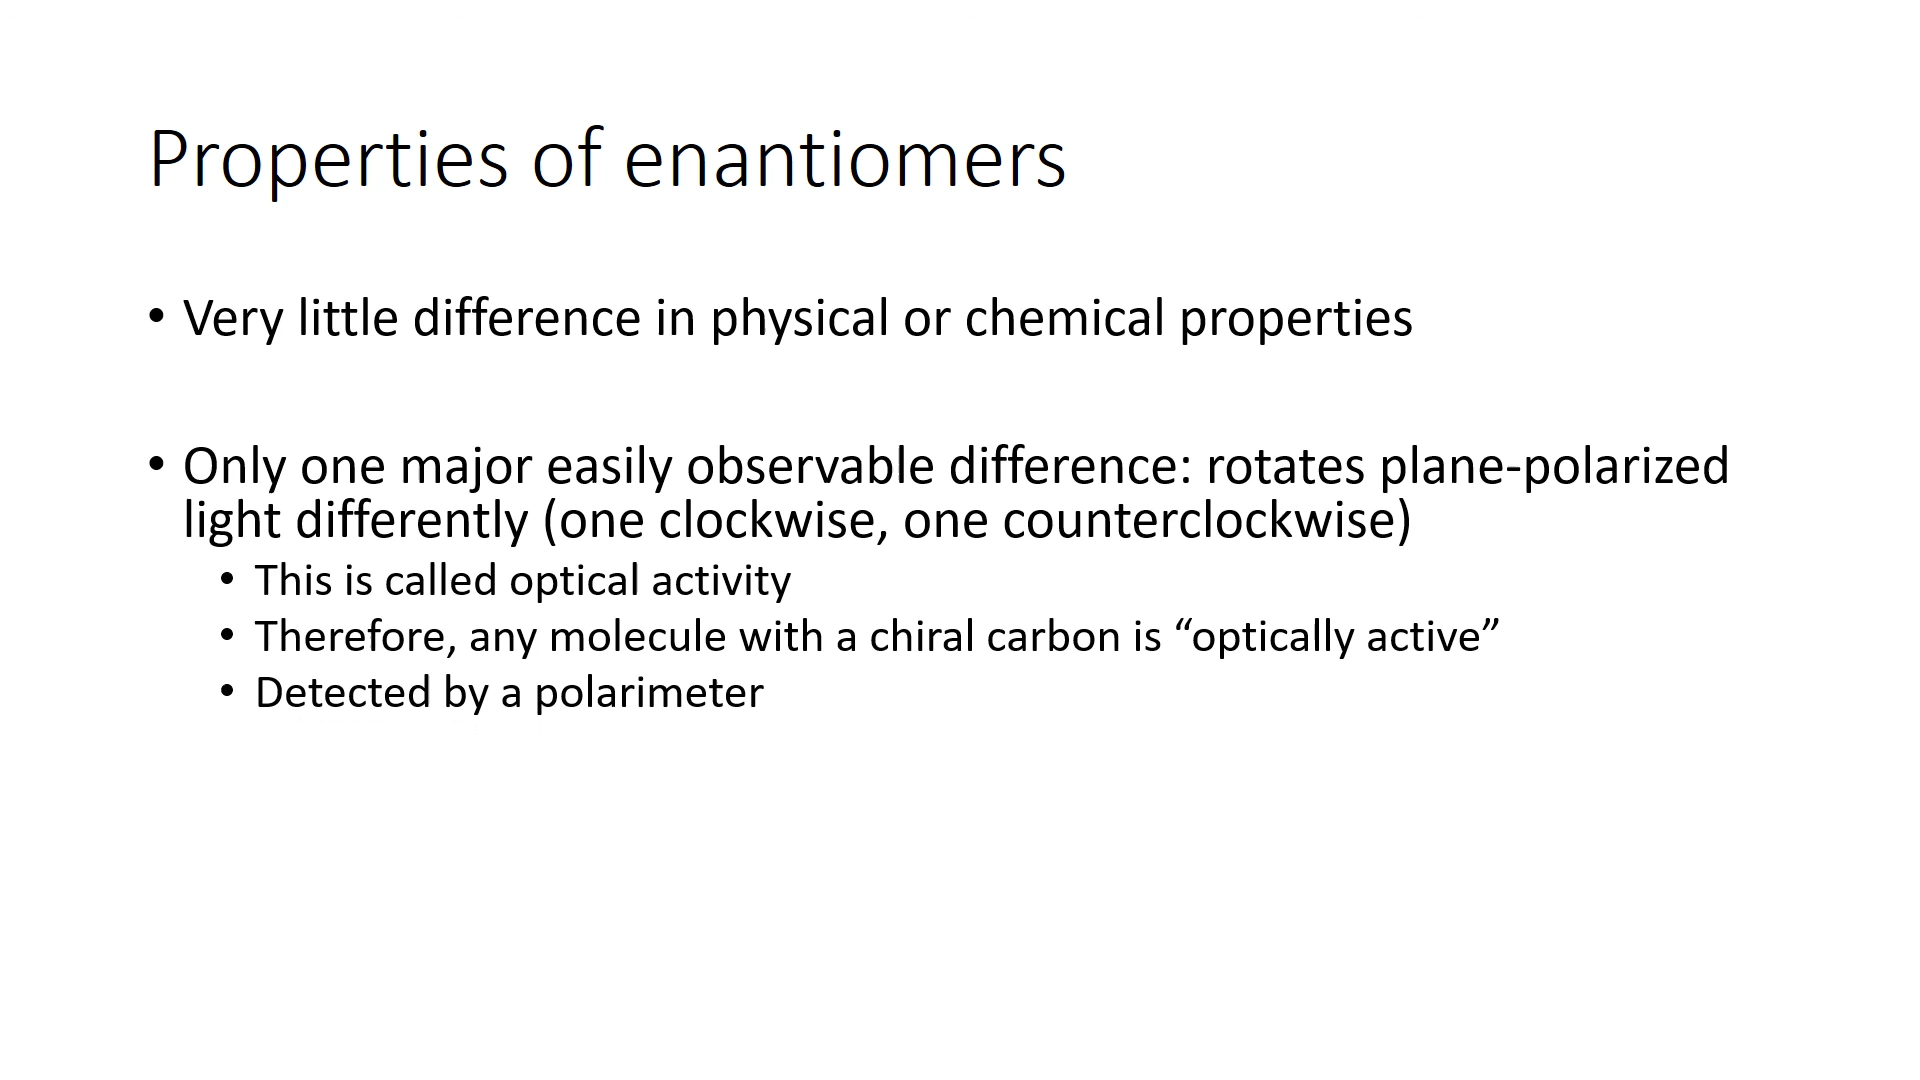 Properties of enantiomers
• Very little difference in physical or chemical properties
• Only one major easily observable difference: rotates plane-polarized
light differently (one clockwise, one counterclockwise)
• This is called optical activity
• Therefore, any molecule with a chiral carbon is “optically active”
• Detected by a polarimeter